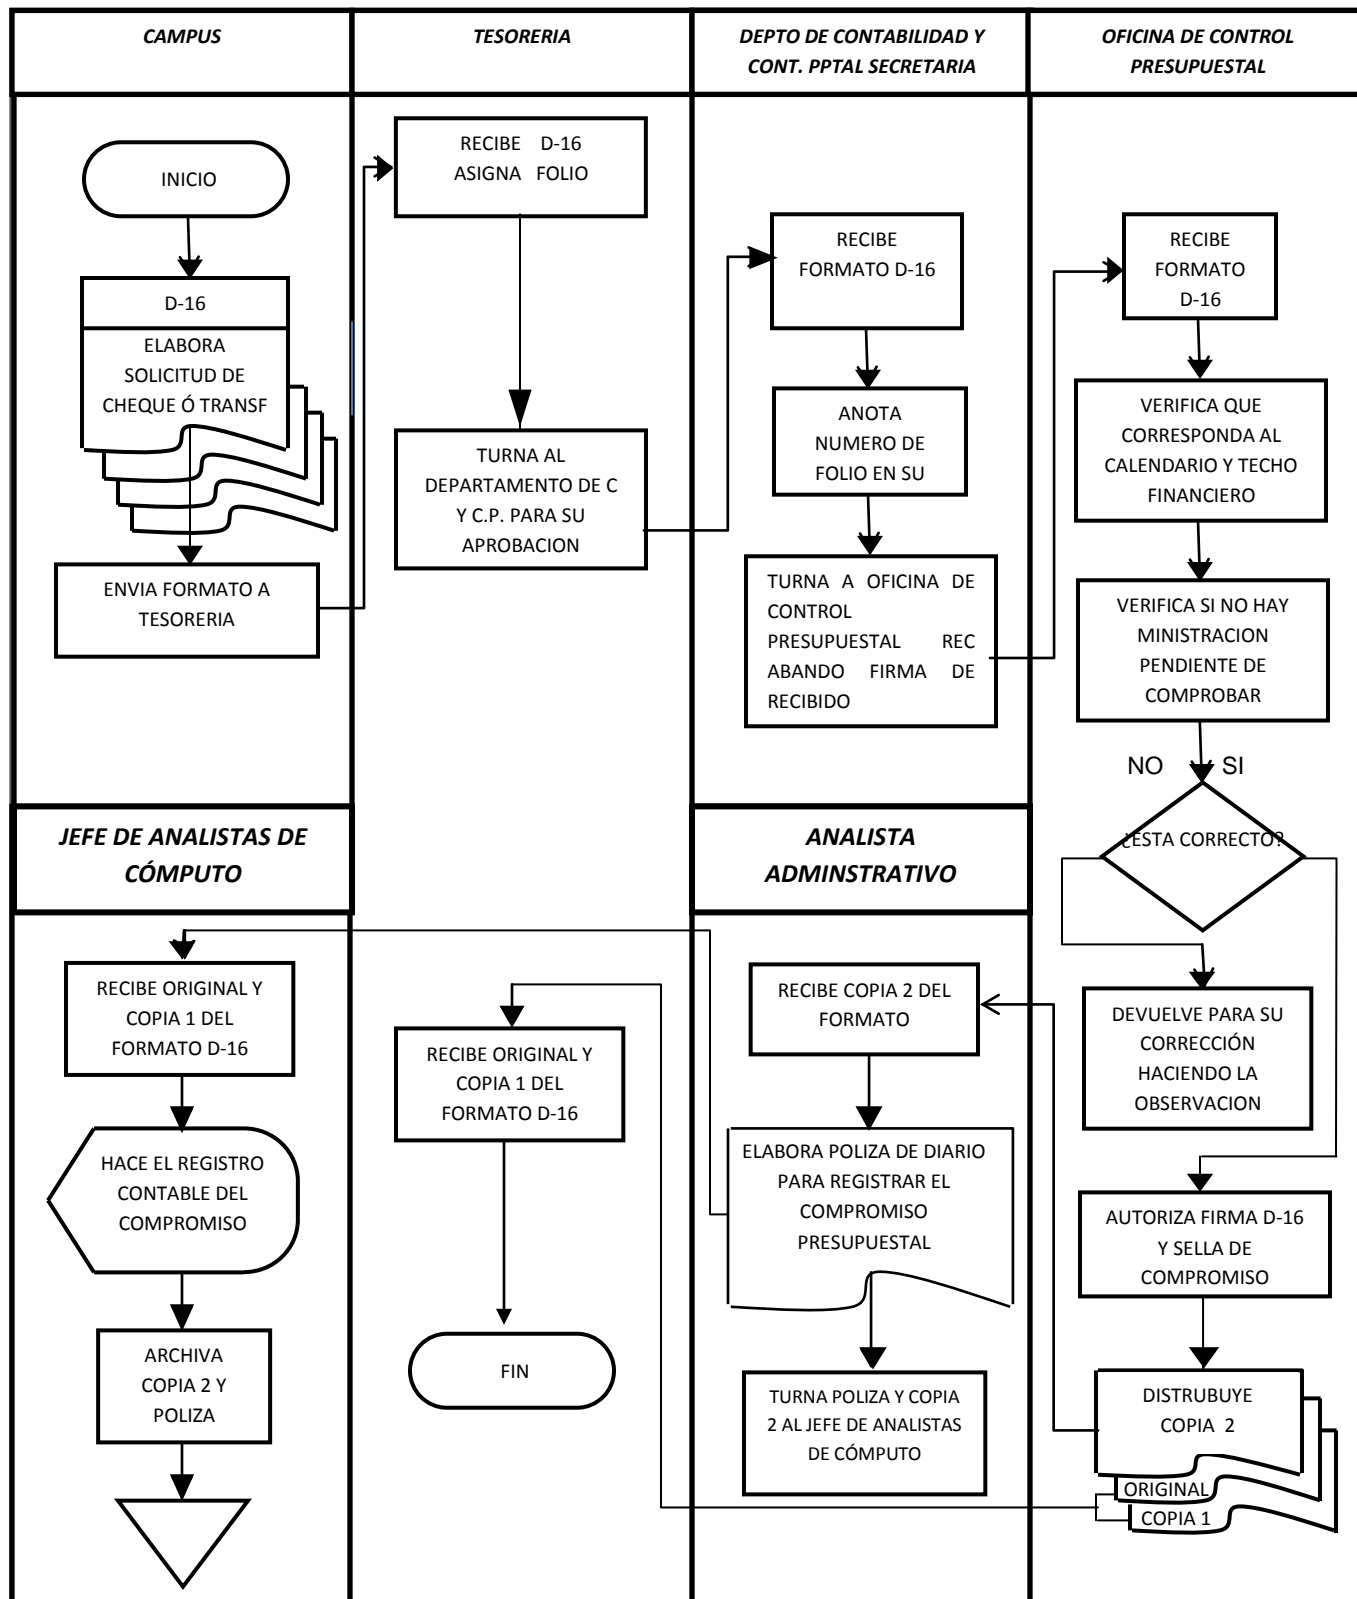 CAMPUS
TESORERIA
DEPTO DE CONTABILIDAD Y
CONT. PPTAL SECRETARIA
OFICINA DE CONTROL
PRESUPUESTAL
INICIO
D-16
ELABORA
SOLICITUD DE
CHEQUE Ó TRANSF
ENVIA FORMATO A
TESORERIA
RECIBE D-16
ASIGNA FOLIO
TURNA AL
DEPARTAMENTO DE C
Y C.P. PARA SU
APROBACION
RECIBE
FORMATO D-16
ANOTA
NUMERO DE
FOLIO EN SU
TURNA A OFICINA DE
CONTROL
PRESUPUESTAL REC
ABANDO FIRMA DE
RECIBIDO
RECIBE
FORMATO
D-16
VERIFICA QUE
CORRESPONDA AL
CALENDARIO Y TECHO
FINANCIERO
VERIFICA SI NO HAY
MINISTRACION
PENDIENTE DE
COMPROBAR
NO
SI
¿ESTA CORRECTO?
DEVUELVE PARA SU
CORRECCIÓN
HACIENDO LA
OBSERVACION
AUTORIZA FIRMA D-16
Y SELLA DE
COMPROMISO
DISTRUBUYE
COPIA 2
ORIGINAL
COPIA 1
ANALISTA
ADMINSTRATIVO
RECIBE COPIA 2 DEL
FORMATO
ELABORA POLIZA DE DIARIO
PARA REGISTRAR EL
COMPROMISO
PRESUPUESTAL
TURNA POLIZA Y COPIA
2 AL JEFE DE ANALISTAS
DE CÓMPUTO
RECIBE ORIGINAL Y
COPIA 1 DEL
FORMATO D-16
FIN
JEFE DE ANALISTAS DE
CÓMPUTO
RECIBE ORIGINAL Y
COPIA 1 DEL
FORMATO D-16
HACE EL REGISTRO
CONTABLE DEL
COMPROMISO
ARCHIVA
COPIA 2 Y
POLIZA